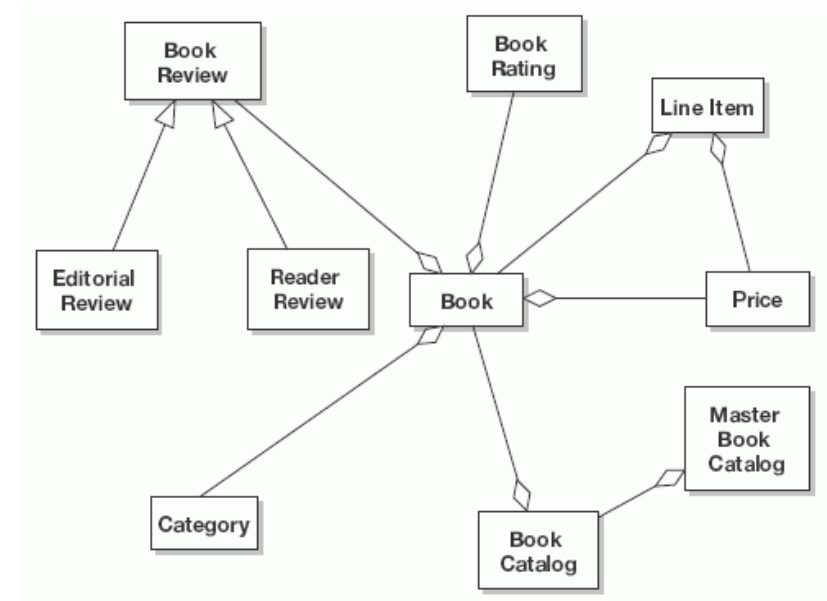 Book
Review
Book
Rating
Line Item
Editorial
Review
Reader
Review
Book
Price
Master
Book
Catalog
Category
Book
Catalog